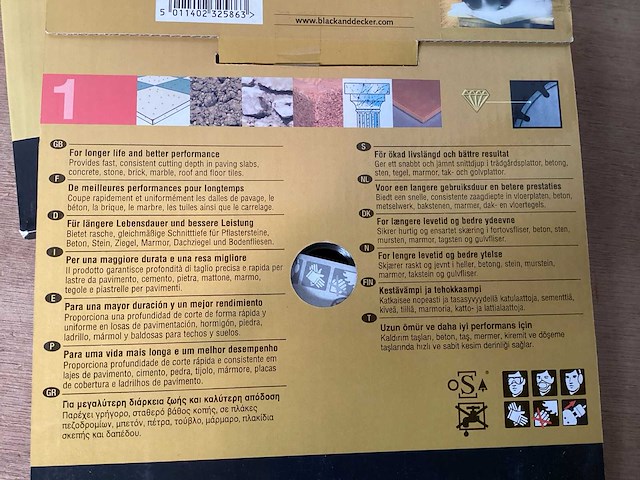 5 011402 325863 >
www.blackanddecker.com
1
GB
For longer life and better performance
Provides fast, consistent cutting depth in paving slabs,
concrete, stone, brick, marble, roof and floor tiles.
F
De meilleures performances pour longtemps
Coupe rapidement et uniformément les dalles de pavage, le
béton, la brique, le marbre, les tuiles ainsi que le carrelage.
D
Für längere Lebensdauer und bessere Leistung
Bietet rasche, gleichmäßige Schnittiefe für Pflastersteine,
Beton, Stein, Ziegel, Marmor, Dachziegel und Bodenfliesen.
I
Per una maggiore durata e una resa migliore
Il prodotto garantisce profondità di taglio precisa e rapida per
lastre da pavimento, cemento, pietra, mattone, marmo,
tegole e piastrelle per pavimenti.
E
Para una mayor duración y un mejor rendimiento
Proporciona una profundidad de corte de forma rápida y
uniforme en losas de pavimentación, hormigón, piedra,
ladrillo, mármol y baldosas para techos y suelos.
P
Para uma vida mais longa e um melhor desempenho
Proporciona profundidade de corte rápida e consistente em
lajes de pavimento, cimento, pedra, tijolo, mármore, placas
de cobertura e ladrilhos de pavimento.
GR
Για μεγαλύτερη διάρκεια ζωής και καλύτερη απόδοση
Παρέχει γρήγορο, σταθερό βάθος κοπής, σε πλάκες
πεζοδρομίων, μπετόν, πέτρα, τούβλο, μάρμαρο, πλακίδια
σκεπής και δαπέδου.
S
För ökad livslängd och bättre resultat
Ger ett snabbt och jämnt snittdjup i trädgårdsplattor, betong,
sten, tegel, marmor, tak- och golvplattor.
NL
Voor een langere gebruiksduur en betere prestaties
Biedt een snelle, consistente zaagdiepte in vloerplaten, beton,
metselwerk, bakstenen, marmer, dak- en vloertegels.
DK
For længere levetid og bedre ydeevne
Sikrer hurtig og ensartet skæring i fortovsfliser, beton, sten,
mursten, marmor, tagsten og gulvfliser.
N
For lengre levetid og bedre ytelse
Skjærer raskt og jevnt i heller, betong, stein, murstein,
marmor, takstein og gulvfliser.
FIN
Kestävämpi ja tehokkaampi
Katkaisee nopeasti ja tasasyvyydeltä katulaattoja, sementtiä,
kiveä, tiiliä, marmoria, katto- ja lattialaattoja.
T
Uzun ömür ve daha iyi performans için
Kaldırım taşları, beton, taş, mermer, kiremit ve döşeme
taşlarında hızlı ve sabit kesim derinliği sağlar.
oSA